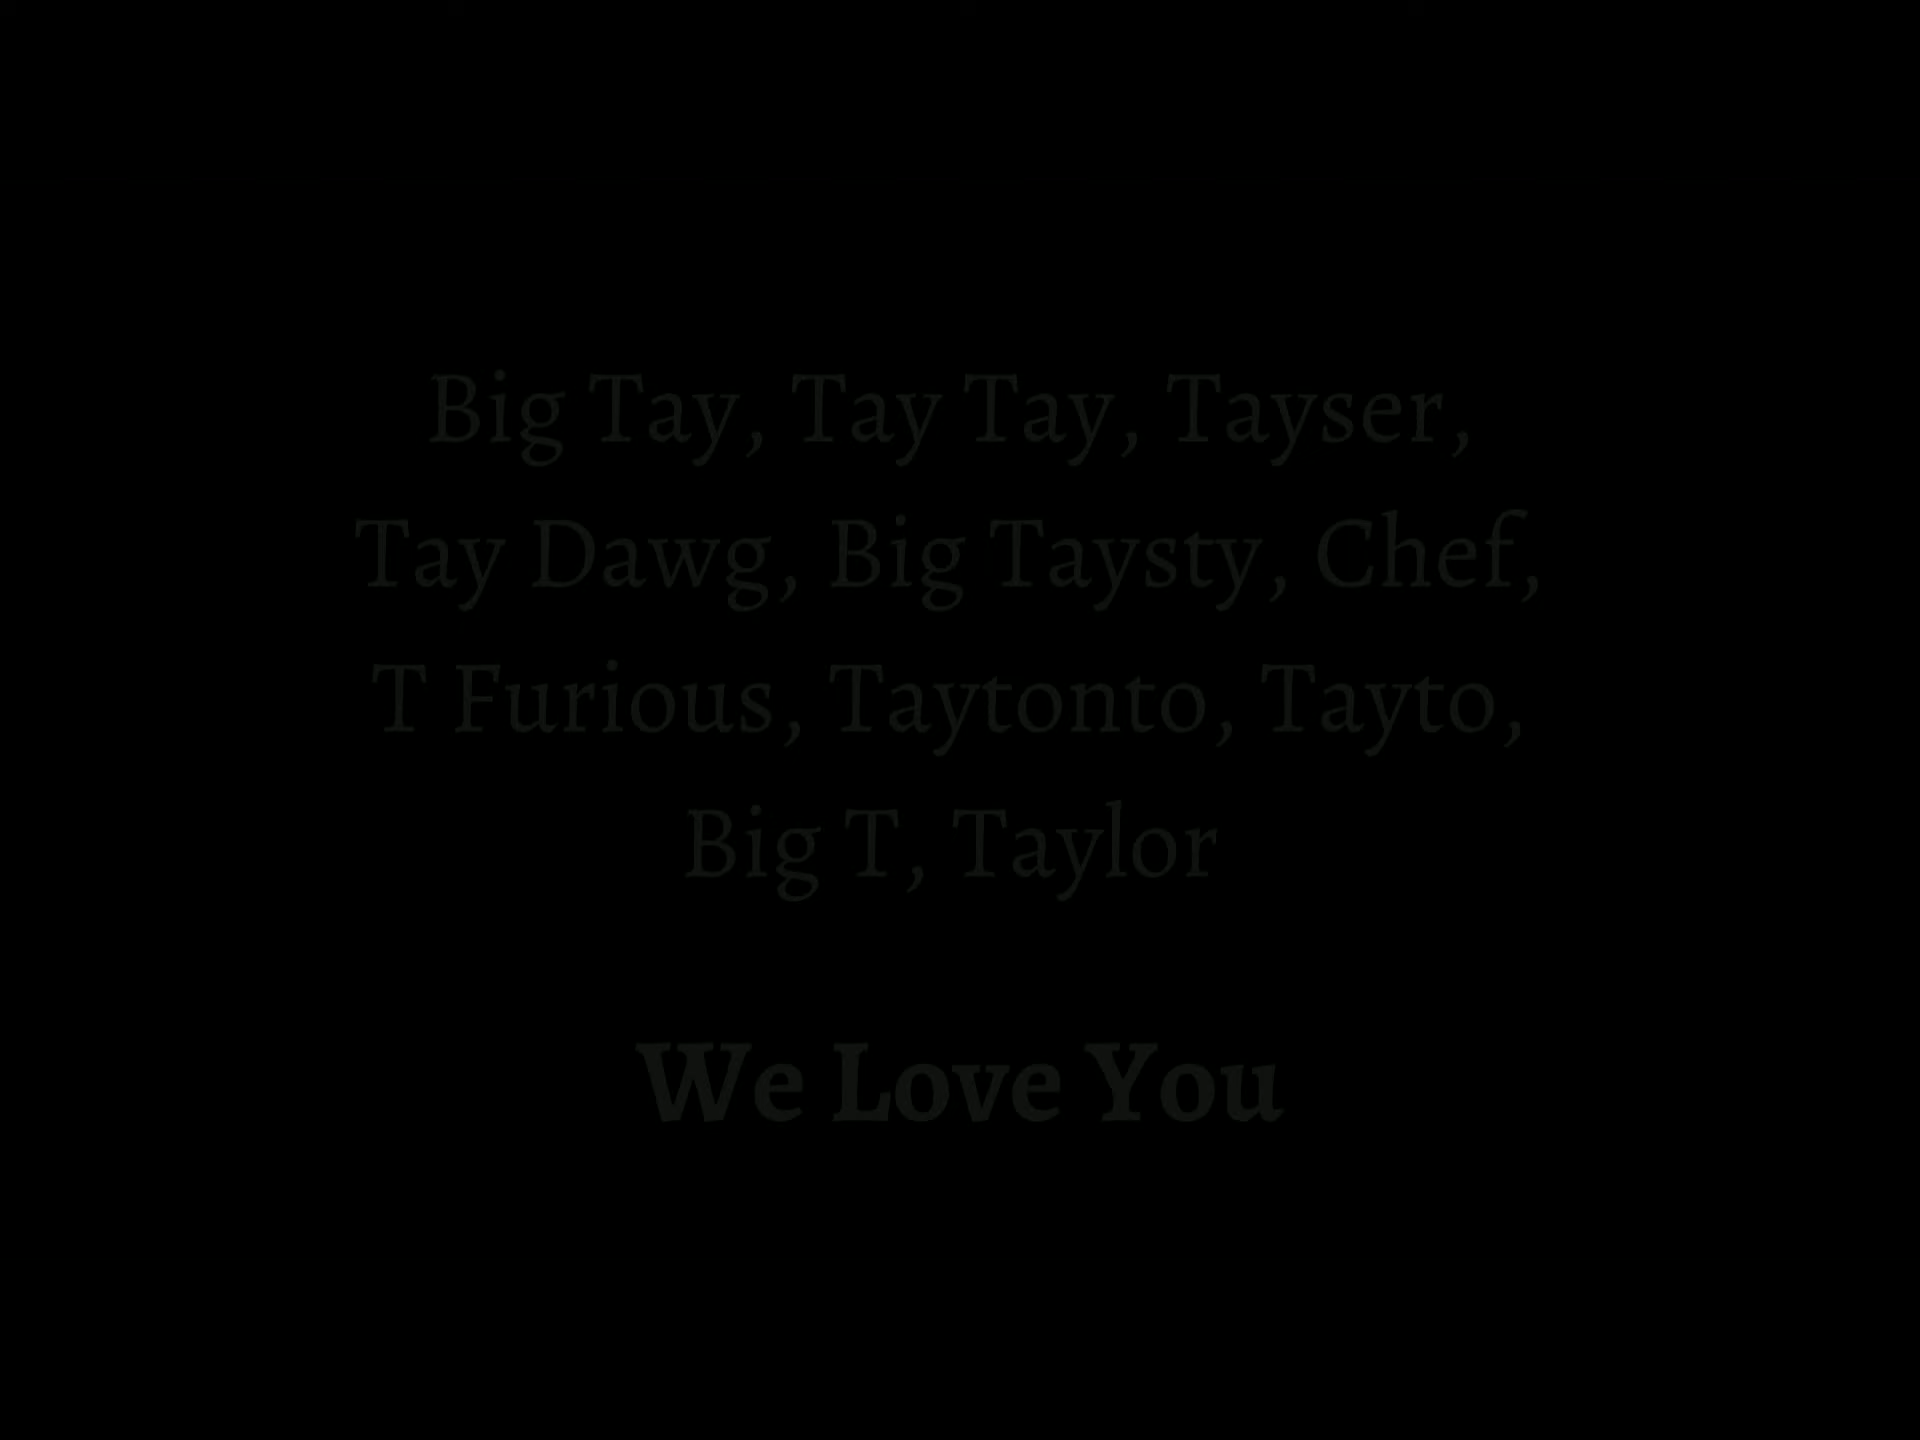 Big Tay, Tay Tay, Tayser,
Tay Dawg, Big Taysty, Chef,
T Furious, Taytonto, Tayto,
Big T, Taylor
We Love You